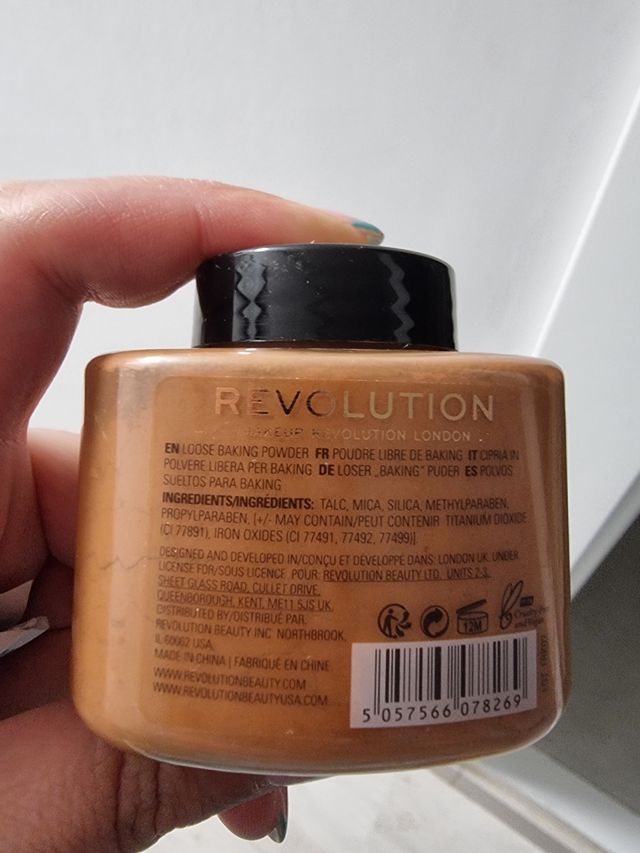 REVOLUTION
MAKEUP REVOLUTION LONDON
EN LOOSE BAKING POWDER FR POUDRE LIBRE DE BAKING IT CIPRIA IN
POLVERE LIBERA PER BAKING DE LOSER „BAKING“ PUDER ES POLVOS
SUELTOS PARA BAKING
INGREDIENTS/INGRÉDIENTS: TALC, MICA, SILICA, METHYLPARABEN,
PROPYLPARABEN, [+/- MAY CONTAIN/PEUT CONTENIR TITANIUM DIOXIDE
(CI 77891), IRON OXIDES (CI 77491, 77492, 77499)]
DESIGNED AND DEVELOPED IN/CONÇU ET DÉVELOPPÉ DANS: LONDON UK. UNDER
LICENSE FOR/SOUS LICENCE POUR: REVOLUTION BEAUTY LTD. UNITS 2-3,
SHEET GLASS ROAD, CULLET DRIVE,
QUEENBOROUGH, KENT, ME11 5JS UK.
DISTRIBUTED BY/DISTRIBUÉ PAR:
REVOLUTION BEAUTY INC NORTHBROOK,
IL 60062 USA.
MADE IN CHINA | FABRIQUÉ EN CHINE.
WWW.REVOLUTIONBEAUTY.COM
WWW.REVOLUTIONBEAUTYUSA.COM
12M
Cruelty-free
and Vegan
5 057566 078269